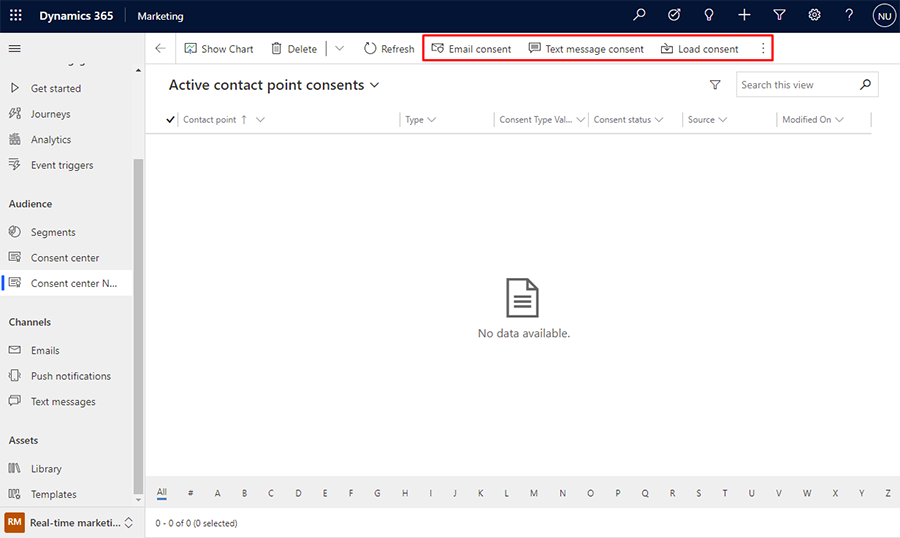 Dynamics 365 Marketing NU
Show Chart Delete Refresh Email consent Text message consent Load consent
Get started
Journeys
Analytics
Event triggers
Audience
Segments
Consent center
Consent center N...
Channels
Emails
Push notifications
Text messages
Assets
Library
Templates
RM Real-time marketi...
Active contact point consents
Search this view
Contact point Type Consent Type Val... Consent status Source Modified On
No data available.
All # A B C D E F G H I J K L M N O P Q R S T U V W X Y Z
0 - 0 of 0 (0 selected)